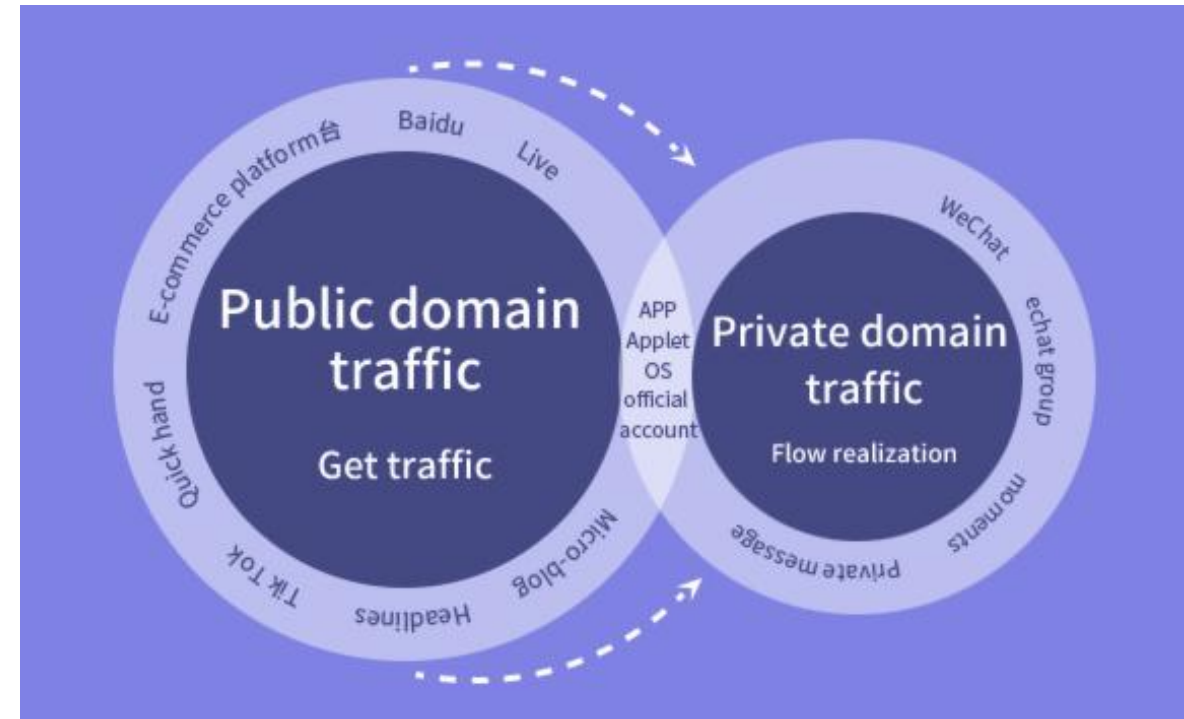 Baidu
Live
E-commerce platform台
Quick hand
Tik Tok
Headlines
Micro-blog
Public domain
traffic
Get traffic
APP
Applet
OS
official
account
Private domain
traffic
Flow realization
WeChat
echat group
moments
private message